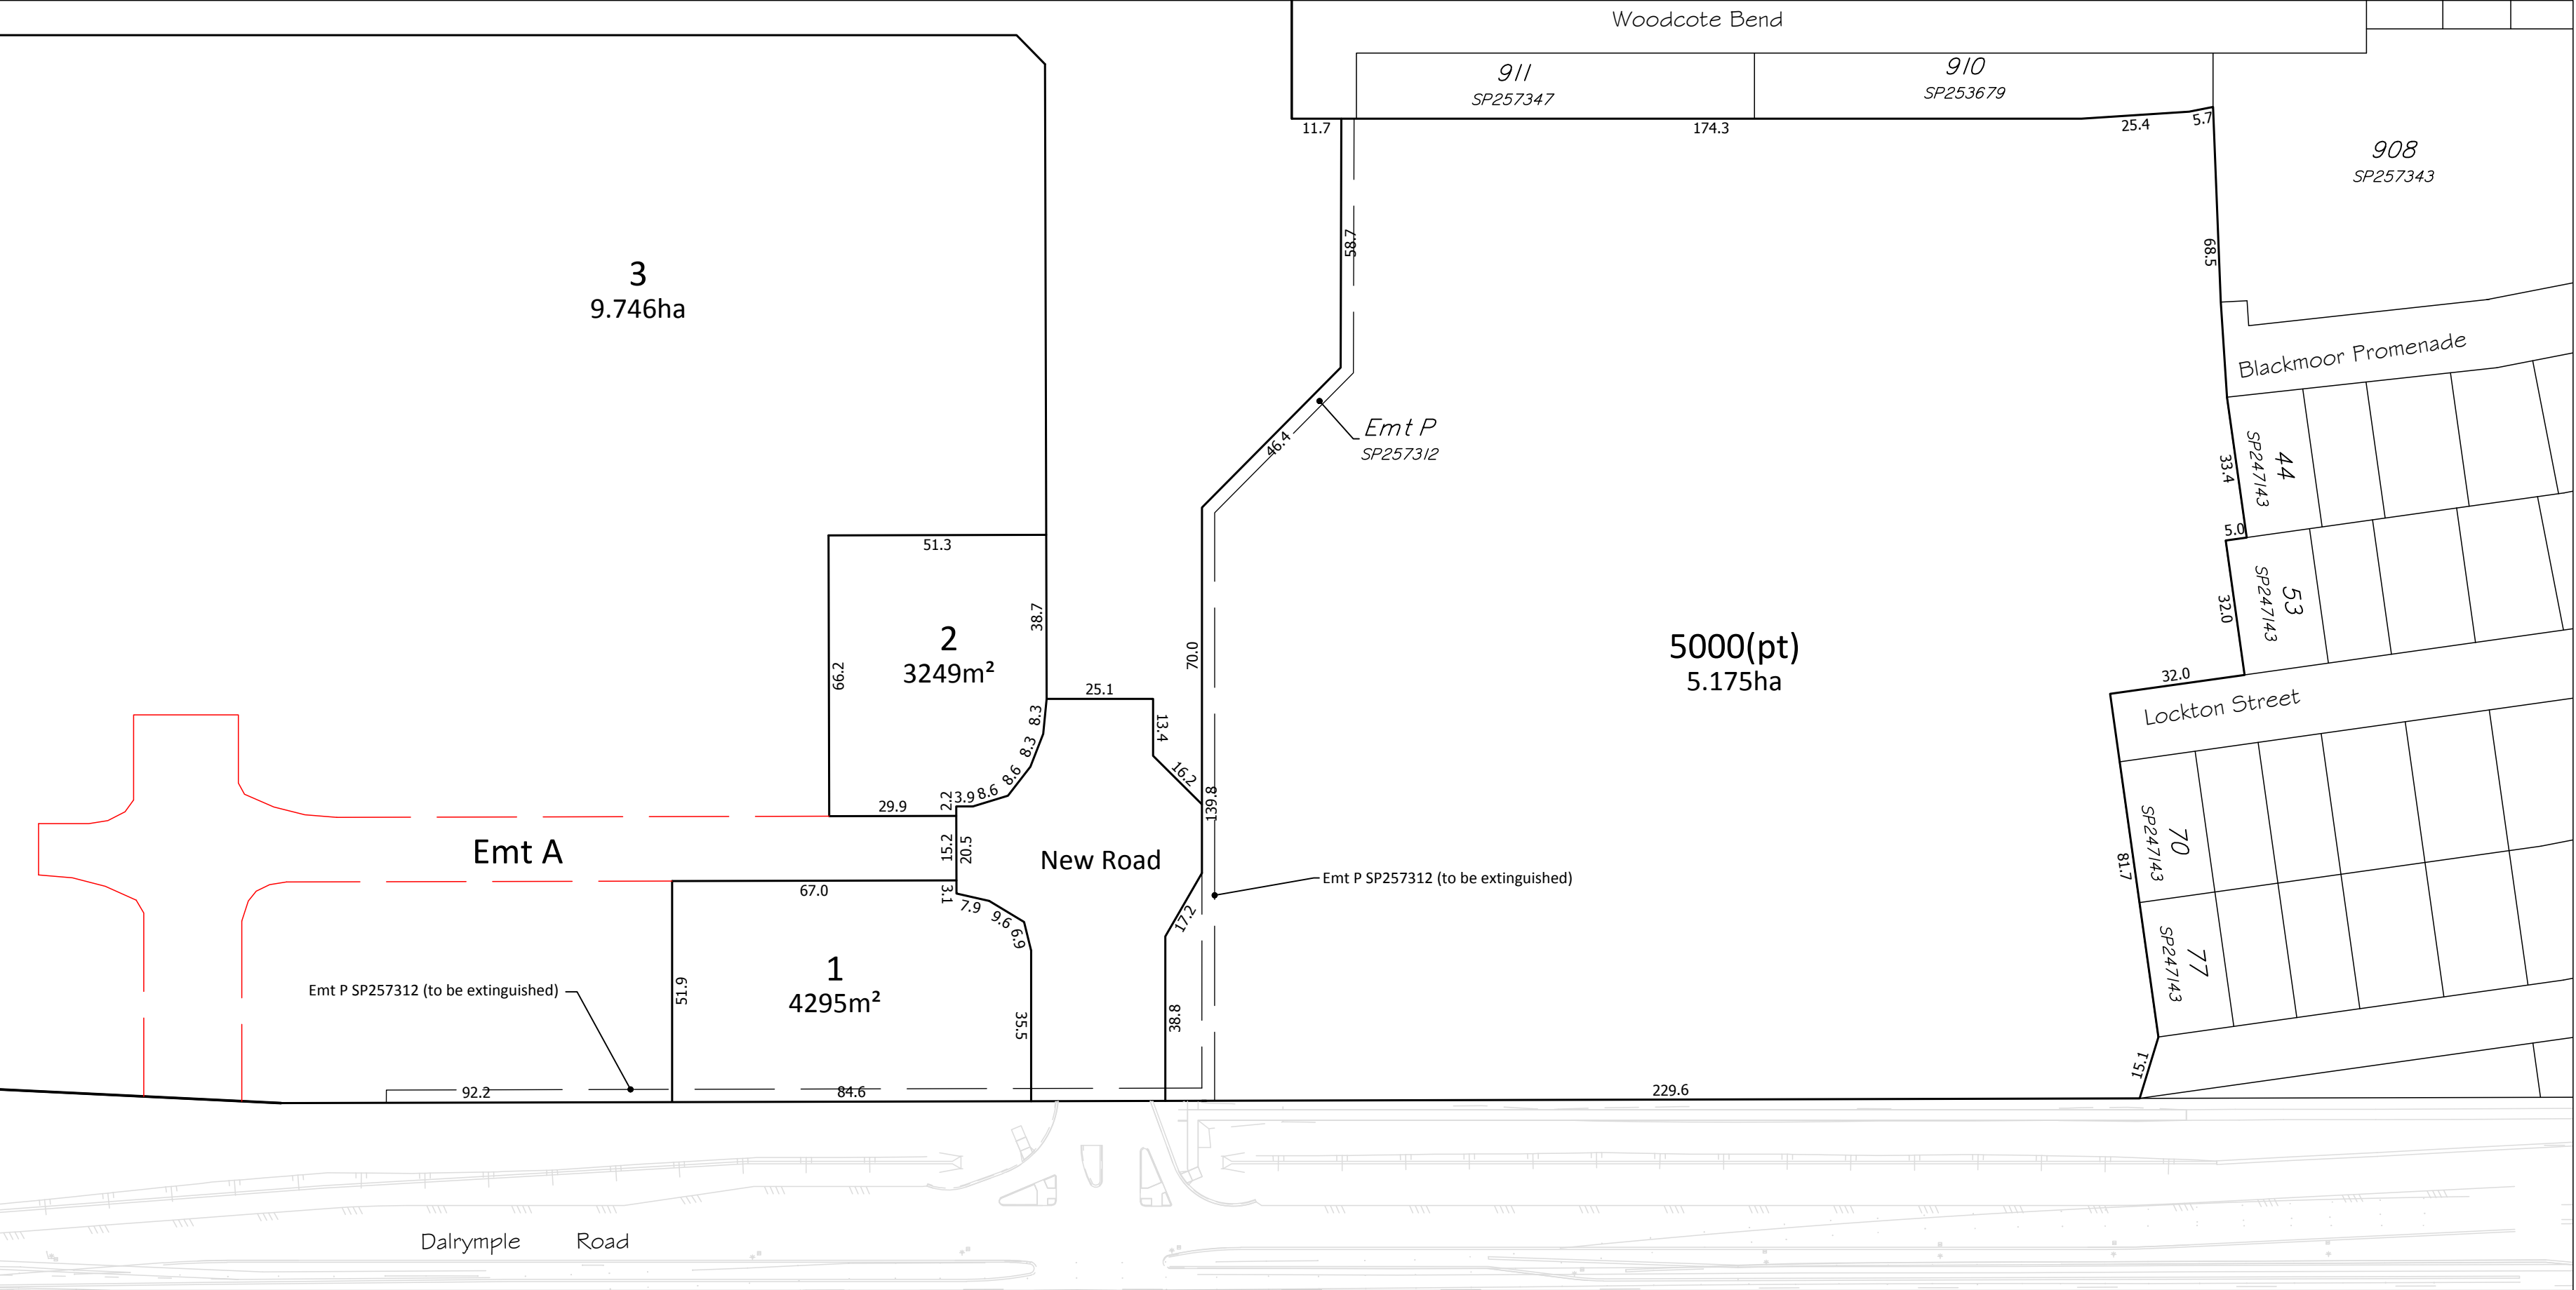 Woodcote Bend
911
SP257347
910
SP253679
11.7
174.3
25.4
5.7
908
SP257343
3
9.746ha
58.7
68.5
Blackmoor Promenade
46.4
Emt P
SP257312
33.4
44
SP247143
5.0
51.3
38.7
2
3249m²
66.2
70.0
5000(pt)
5.175ha
32.0
53
SP247143
32.0
Lockton Street
25.1
13.4
16.2
8.3
8.3
8.6
8.6
3.9
2.2
29.9
139.8
Emt A
15.2
20.5
New Road
Emt P SP257312 (to be extinguished)
67.0
3.1
7.9
9.6
6.9
17.2
81.7
70
SP247143
77
SP247143
Emt P SP257312 (to be extinguished)
51.9
1
4295m²
35.5
38.8
15.1
92.2
84.6
229.6
Dalrymple Road